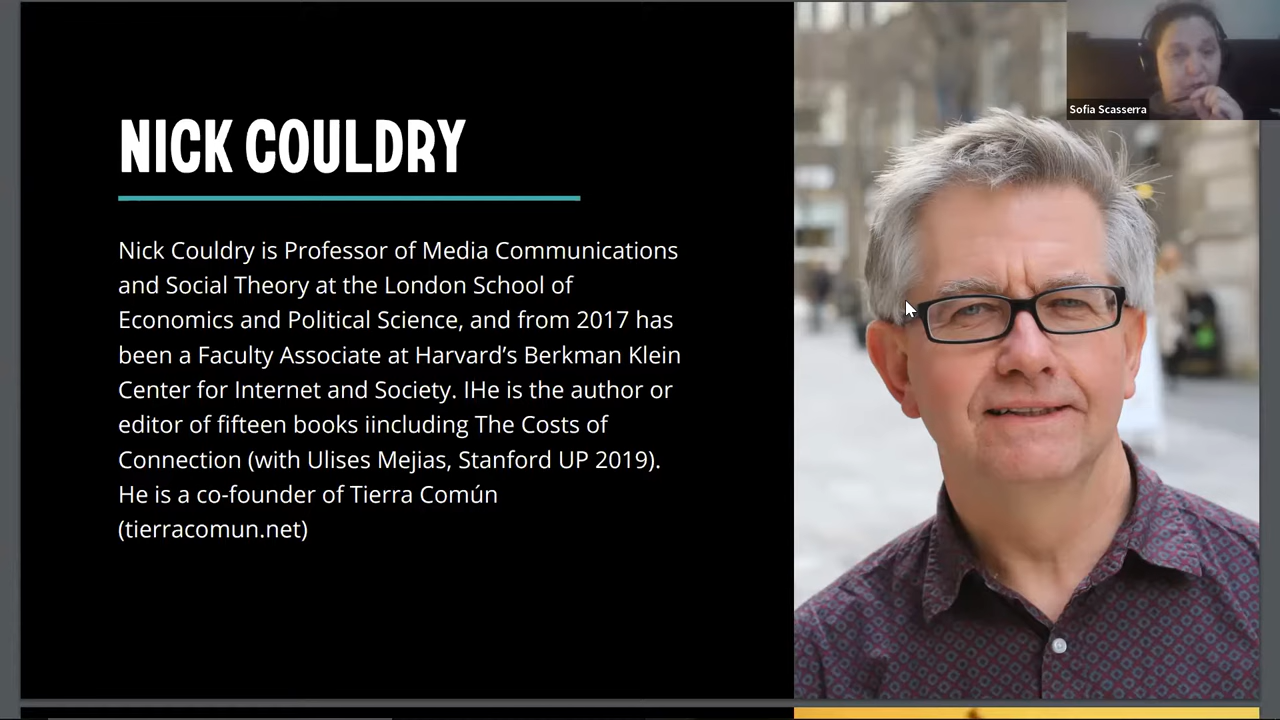 NICK COULDRY
Nick Couldry is Professor of Media Communications
and Social Theory at the London School of
Economics and Political Science, and from 2017 has
been a Faculty Associate at Harvard’s Berkman Klein
Center for Internet and Society. IHe is the author or
editor of fifteen books iincluding The Costs of
Connection (with Ulises Mejias, Stanford UP 2019).
He is a co-founder of Tierra Común
(tierracomun.net)
Sofia Scasserra